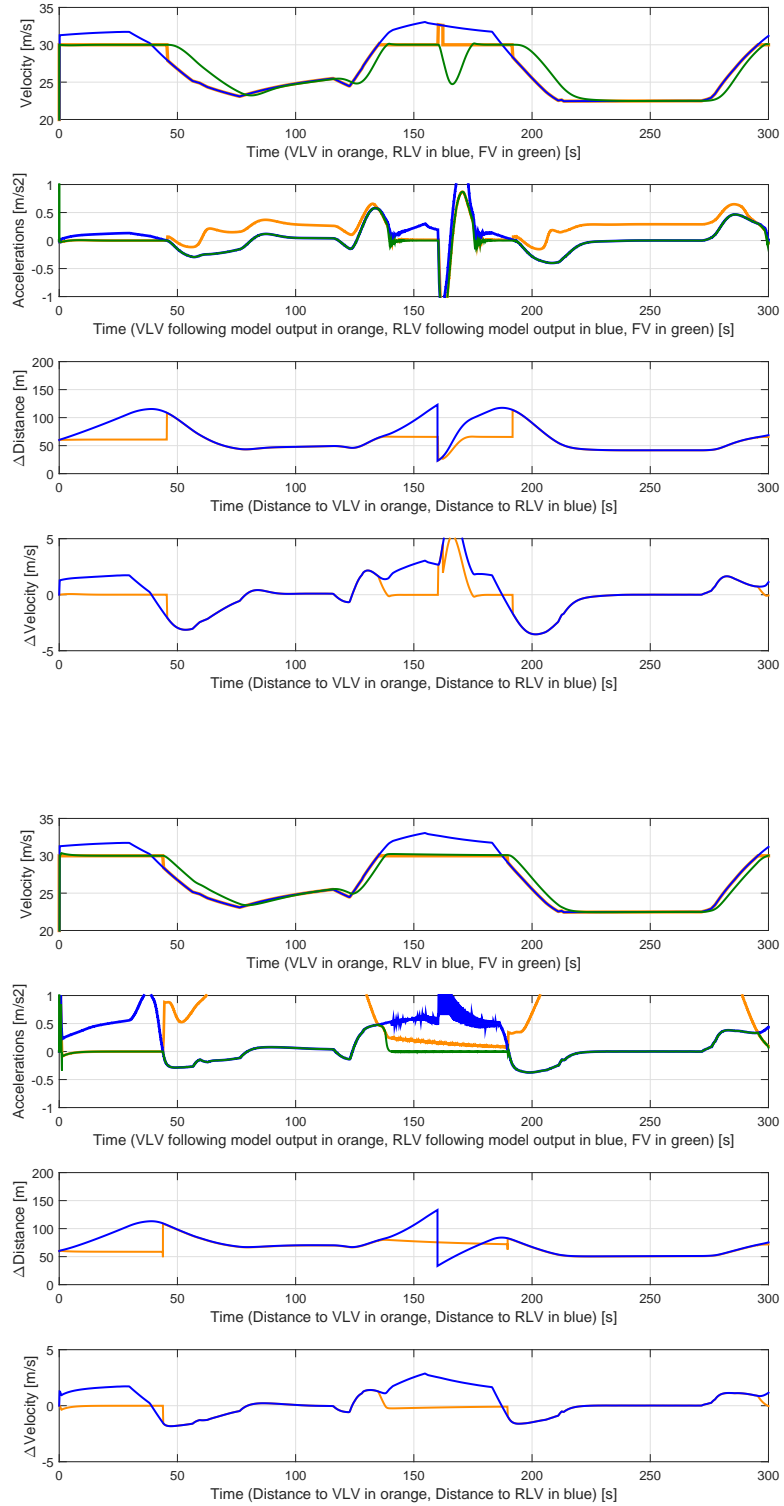 35
30
25
20
Velocity [m/s]
0 50 100 150 200 250 300
Time (VLV in orange, RLV in blue, FV in green) [s]
1
0.5
0
-0.5
-1
Accelerations [m/s2]
0 50 100 150 200 250 300
Time (VLV following model output in orange, RLV following model output in blue, FV in green) [s]
200
150
100
50
0
Δ Distance [m]
0 50 100 150 200 250 300
Time (Distance to VLV in orange, Distance to RLV in blue) [s]
5
0
-5
Δ Velocity [m/s]
0 50 100 150 200 250 300
Time (Distance to VLV in orange, Distance to RLV in blue) [s]
35
30
25
20
Velocity [m/s]
0 50 100 150 200 250 300
Time (VLV in orange, RLV in blue, FV in green) [s]
1
0.5
0
-0.5
-1
Accelerations [m/s2]
0 50 100 150 200 250 300
Time (VLV following model output in orange, RLV following model output in blue, FV in green) [s]
200
150
100
50
0
Δ Distance [m]
0 50 100 150 200 250 300
Time (Distance to VLV in orange, Distance to RLV in blue) [s]
5
0
-5
Δ Velocity [m/s]
0 50 100 150 200 250 300
Time (Distance to VLV in orange, Distance to RLV in blue) [s]